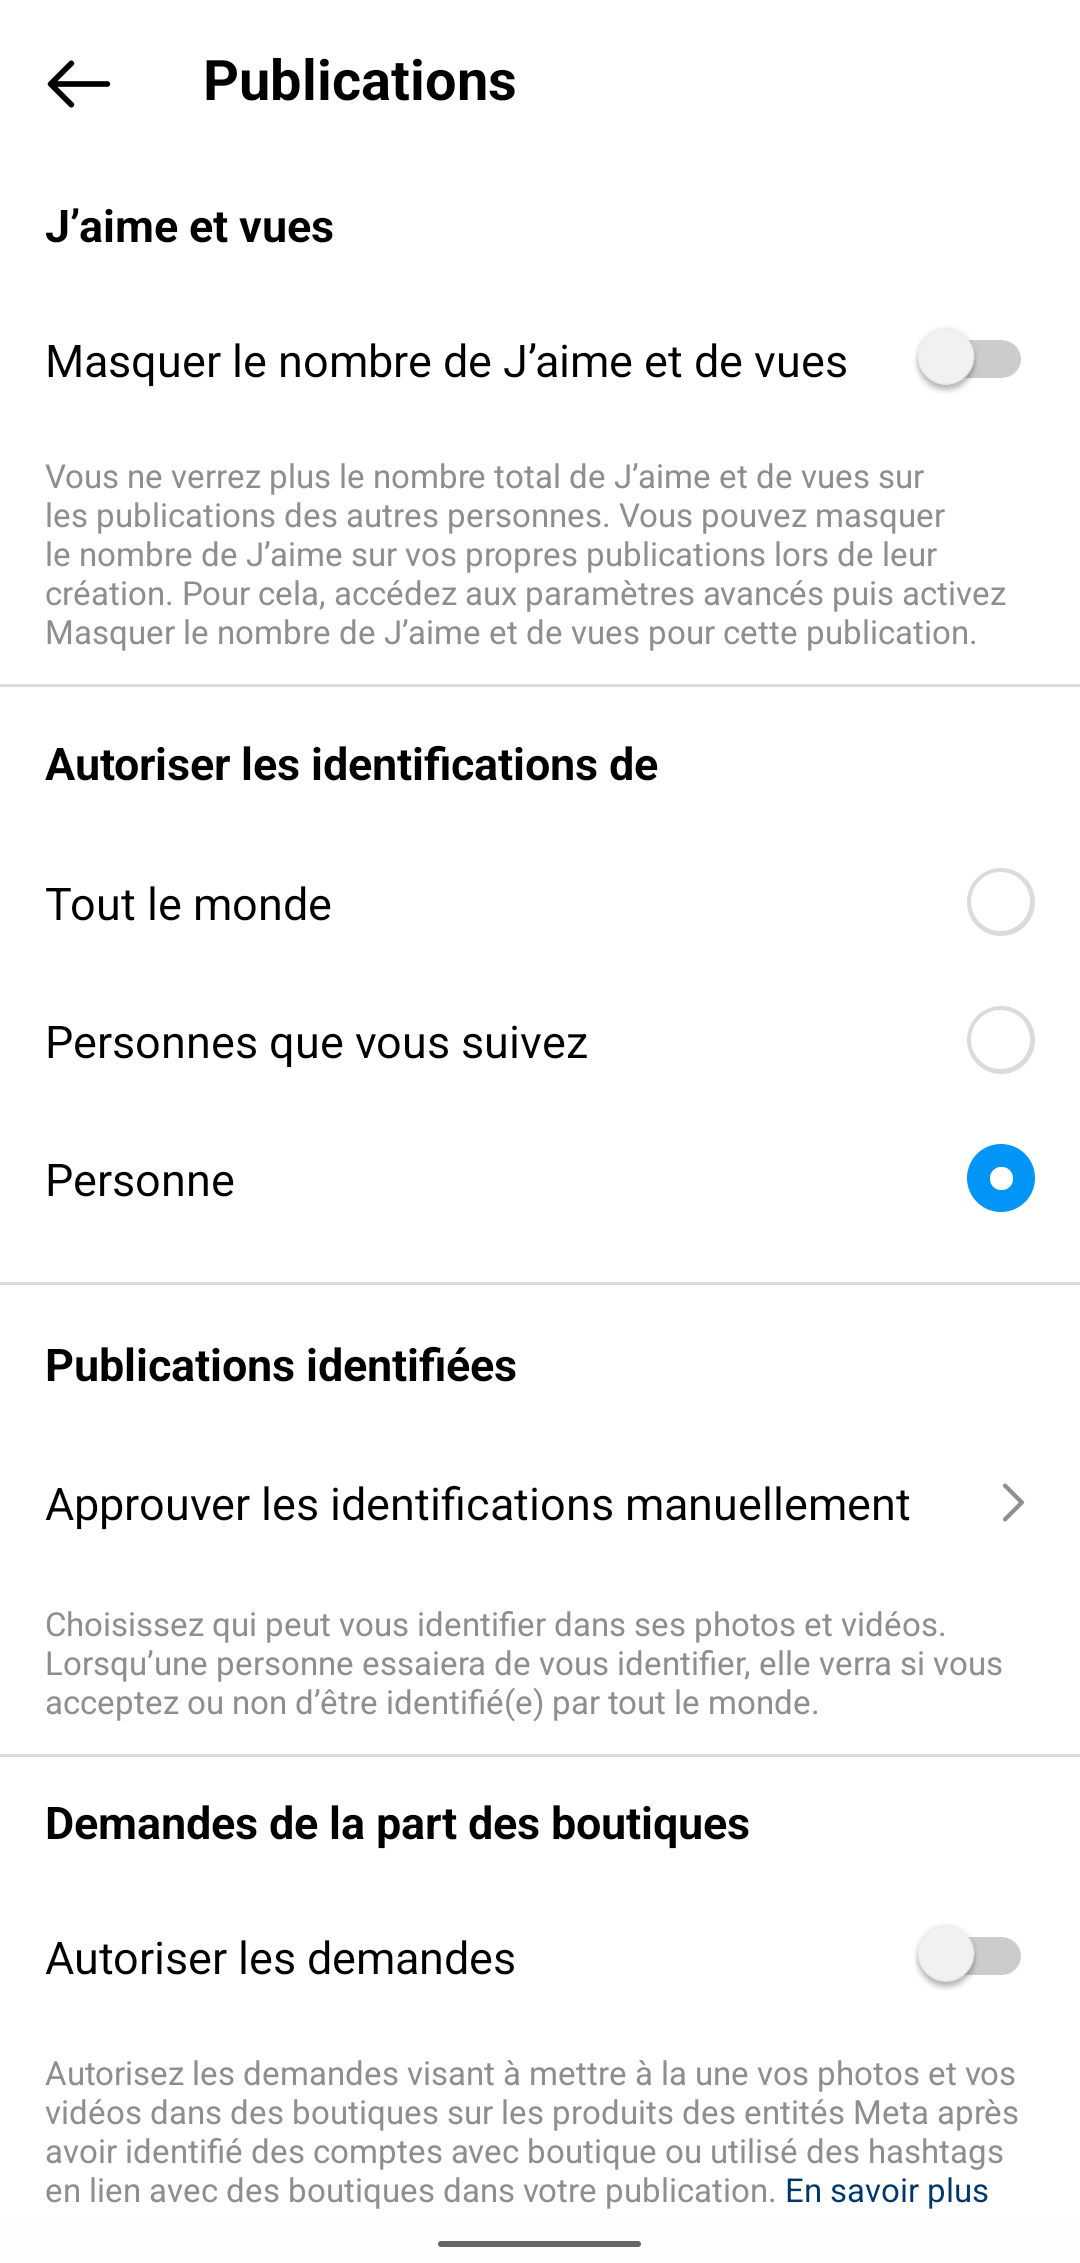 Publications
J’aime et vues
Masquer le nombre de J’aime et de vues
Vous ne verrez plus le nombre total de J’aime et de vues sur
les publications des autres personnes. Vous pouvez masquer
le nombre de J’aime sur vos propres publications lors de leur
création. Pour cela, accédez aux paramètres avancés puis activez
Masquer le nombre de J’aime et de vues pour cette publication.
Autoriser les identifications de
Tout le monde
Personnes que vous suivez
Personne
Publications identifiées
Approuver les identifications manuellement
Choisissez qui peut vous identifier dans ses photos et vidéos.
Lorsqu’une personne essaiera de vous identifier, elle verra si vous
acceptez ou non d’être identifié(e) par tout le monde.
Demandes de la part des boutiques
Autoriser les demandes
Autorisez les demandes visant à mettre à la une vos photos et vos
vidéos dans des boutiques sur les produits des entités Meta après
avoir identifié des comptes avec boutique ou utilisé des hashtags
en lien avec des boutiques dans votre publication. En savoir plus